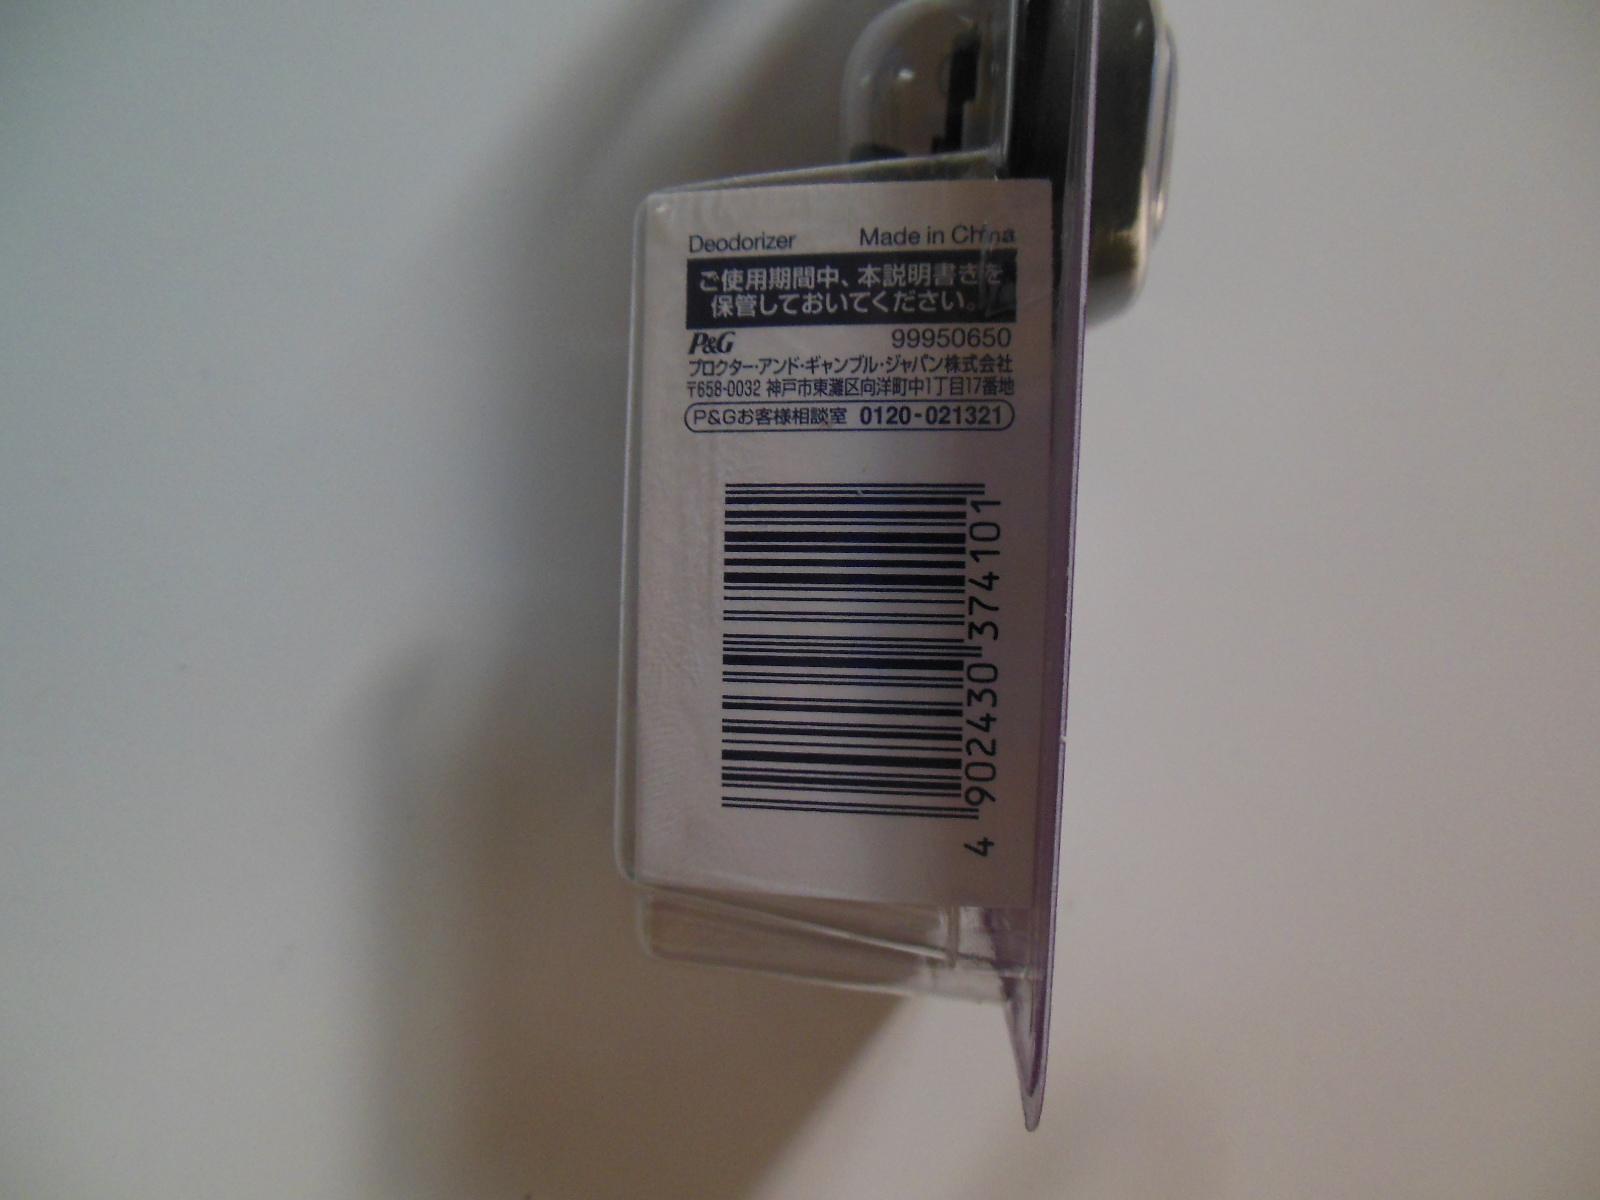 Deodorizer Made in China
ご使用期間中、本説明書きを
保管しておいてください。
P&G 99950650
プロクター・アンド・ギャンブル・ジャパン株式会社
〒658-0032 神戸市東灘区向洋町中1丁目17番地
P&Gお客様相談室 0120-021321
4 902430 374101